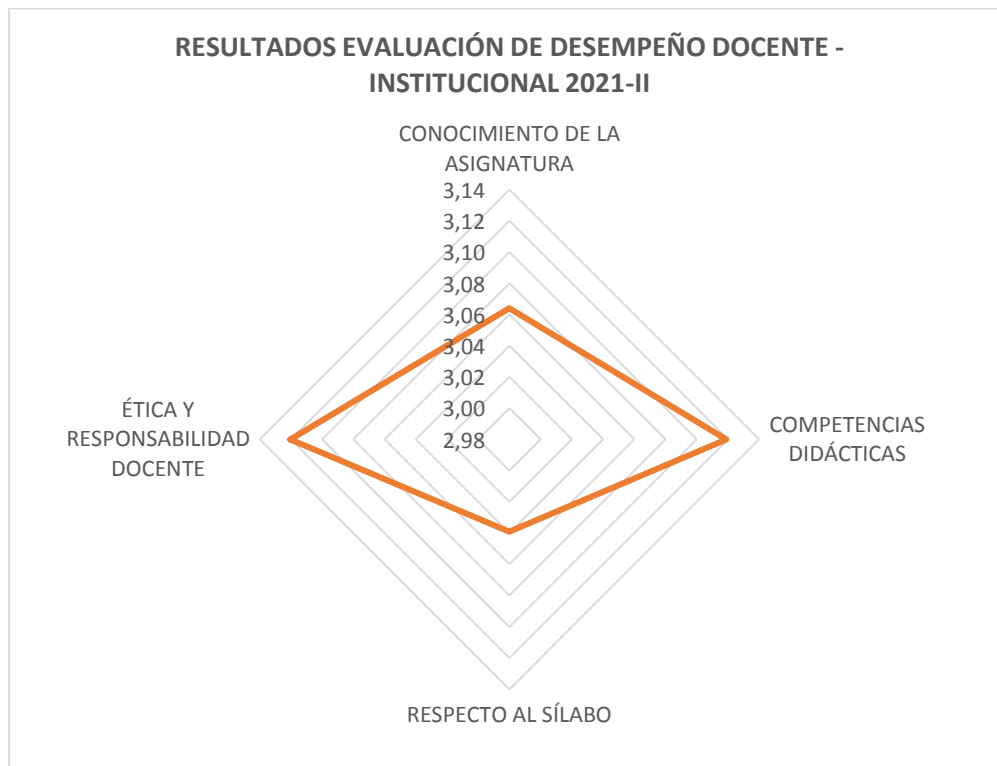 RESULTADOS EVALUACIÓN DE DESEMPEÑO DOCENTE -
INSTITUCIONAL 2021-II
CONOCIMIENTO DE LA
ASIGNATURA
3,14
3,12
3,10
3,08
3,06
3,04
3,02
3,00
2,98
COMPETENCIAS
DIDÁCTICAS
RESPECTO AL SÍLABO
ÉTICA Y
RESPONSABILIDAD
DOCENTE